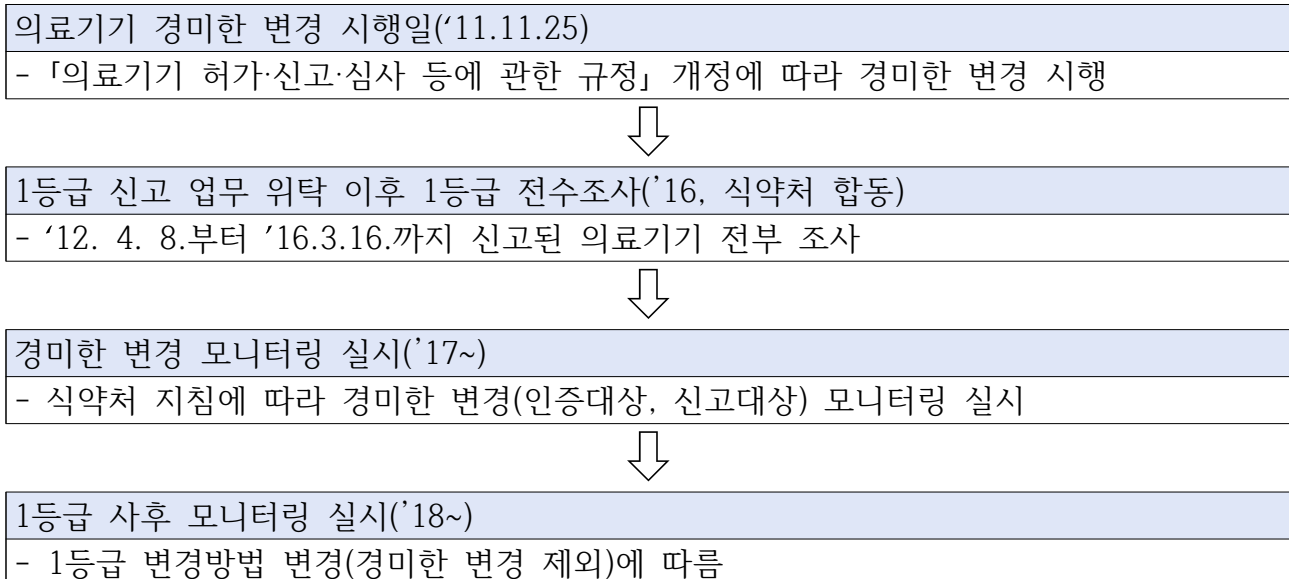 의료기기 경미한 변경 시행일(‘11.11.25)
- 「의료기기 허가·신고·심사 등에 관한 규정」 개정에 따라 경미한 변경 시행
1등급 신고 업무 위탁 이후 1등급 전수조사(’16, 식약처 합동)
- ‘12. 4. 8.부터 ’16.3.16.까지 신고된 의료기기 전부 조사
경미한 변경 모니터링 실시(’17~)
- 식약처 지침에 따라 경미한 변경(인증대상, 신고대상) 모니터링 실시
1등급 사후 모니터링 실시(’18~)
- 1등급 변경방법 변경(경미한 변경 제외)에 따름